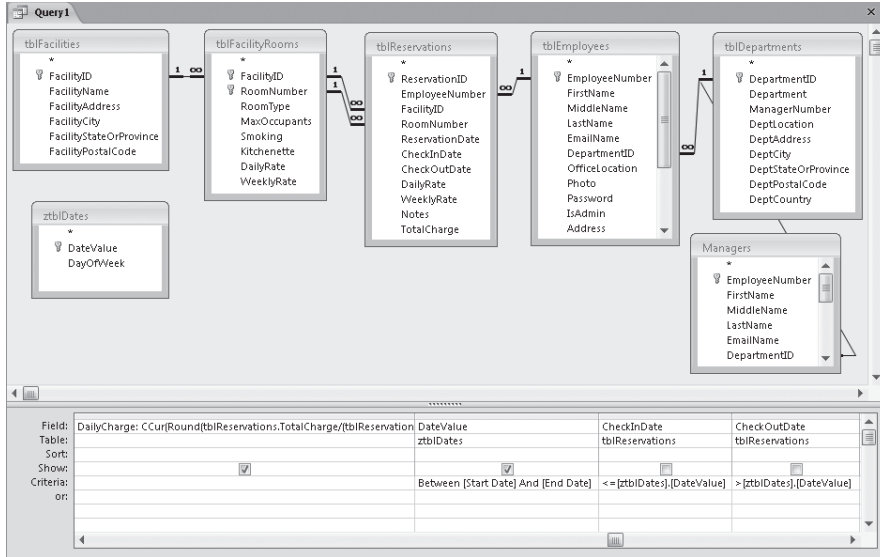 Query1
tblFacilities
*
FacilityID
FacilityName
FacilityAddress
FacilityCity
FacilityStateOrProvince
FacilityPostalCode
1
∞
tblFacilityRooms
*
FacilityID
RoomNumber
RoomType
MaxOccupants
Smoking
Kitchenette
DailyRate
WeeklyRate
1
1
∞
∞
tblReservations
*
ReservationID
EmployeeNumber
FacilityID
RoomNumber
ReservationDate
CheckInDate
CheckOutDate
DailyRate
WeeklyRate
Notes
TotalCharge
∞
1
tblEmployees
*
EmployeeNumber
FirstName
MiddleName
LastName
EmailName
DepartmentID
OfficeLocation
Photo
Password
IsAdmin
Address
∞
1
tblDepartments
*
DepartmentID
Department
ManagerNumber
DeptLocation
DeptAddress
DeptCity
DeptStateOrProvince
DeptPostalCode
DeptCountry
ztblDates
*
DateValue
DayOfWeek
Managers
*
EmployeeNumber
FirstName
MiddleName
LastName
EmailName
DepartmentID
Field: DailyCharge: CCur(Round(tblReservations.TotalCharge/(tblReservation DateValue CheckInDate CheckOutDate
Table: ztblDates tblReservations tblReservations
Sort:
Show:
Criteria: Between [Start Date] And [End Date] <=[ztblDates].[DateValue] >[ztblDates].[DateValue]
or: